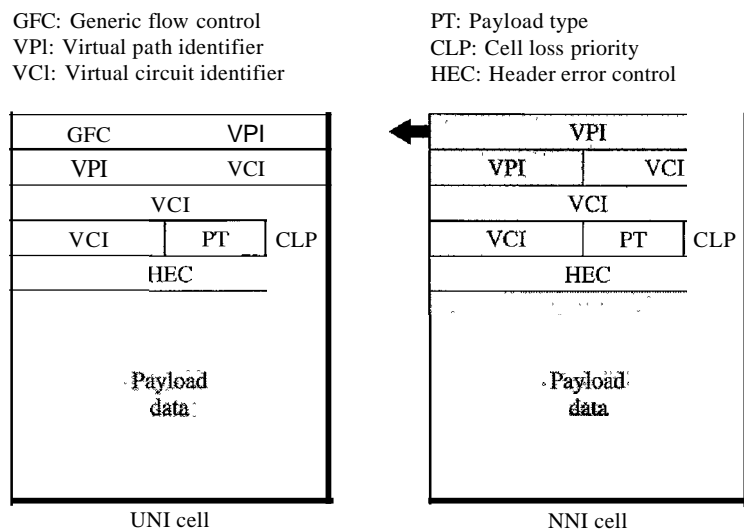 GFC: Generic flow control
VPl: Virtual path identifier
VCl: Virtual circuit identifier
PT: Payload type
CLP: Cell loss priority
HEC: Header error control
GFC VPI
VPI VCI
VCI
VCI PT CLP
HEC
Payload
data
UNI cell
VPI
VPI VCI
VCI
VCI PT CLP
HEC
Payload
data
NNI cell